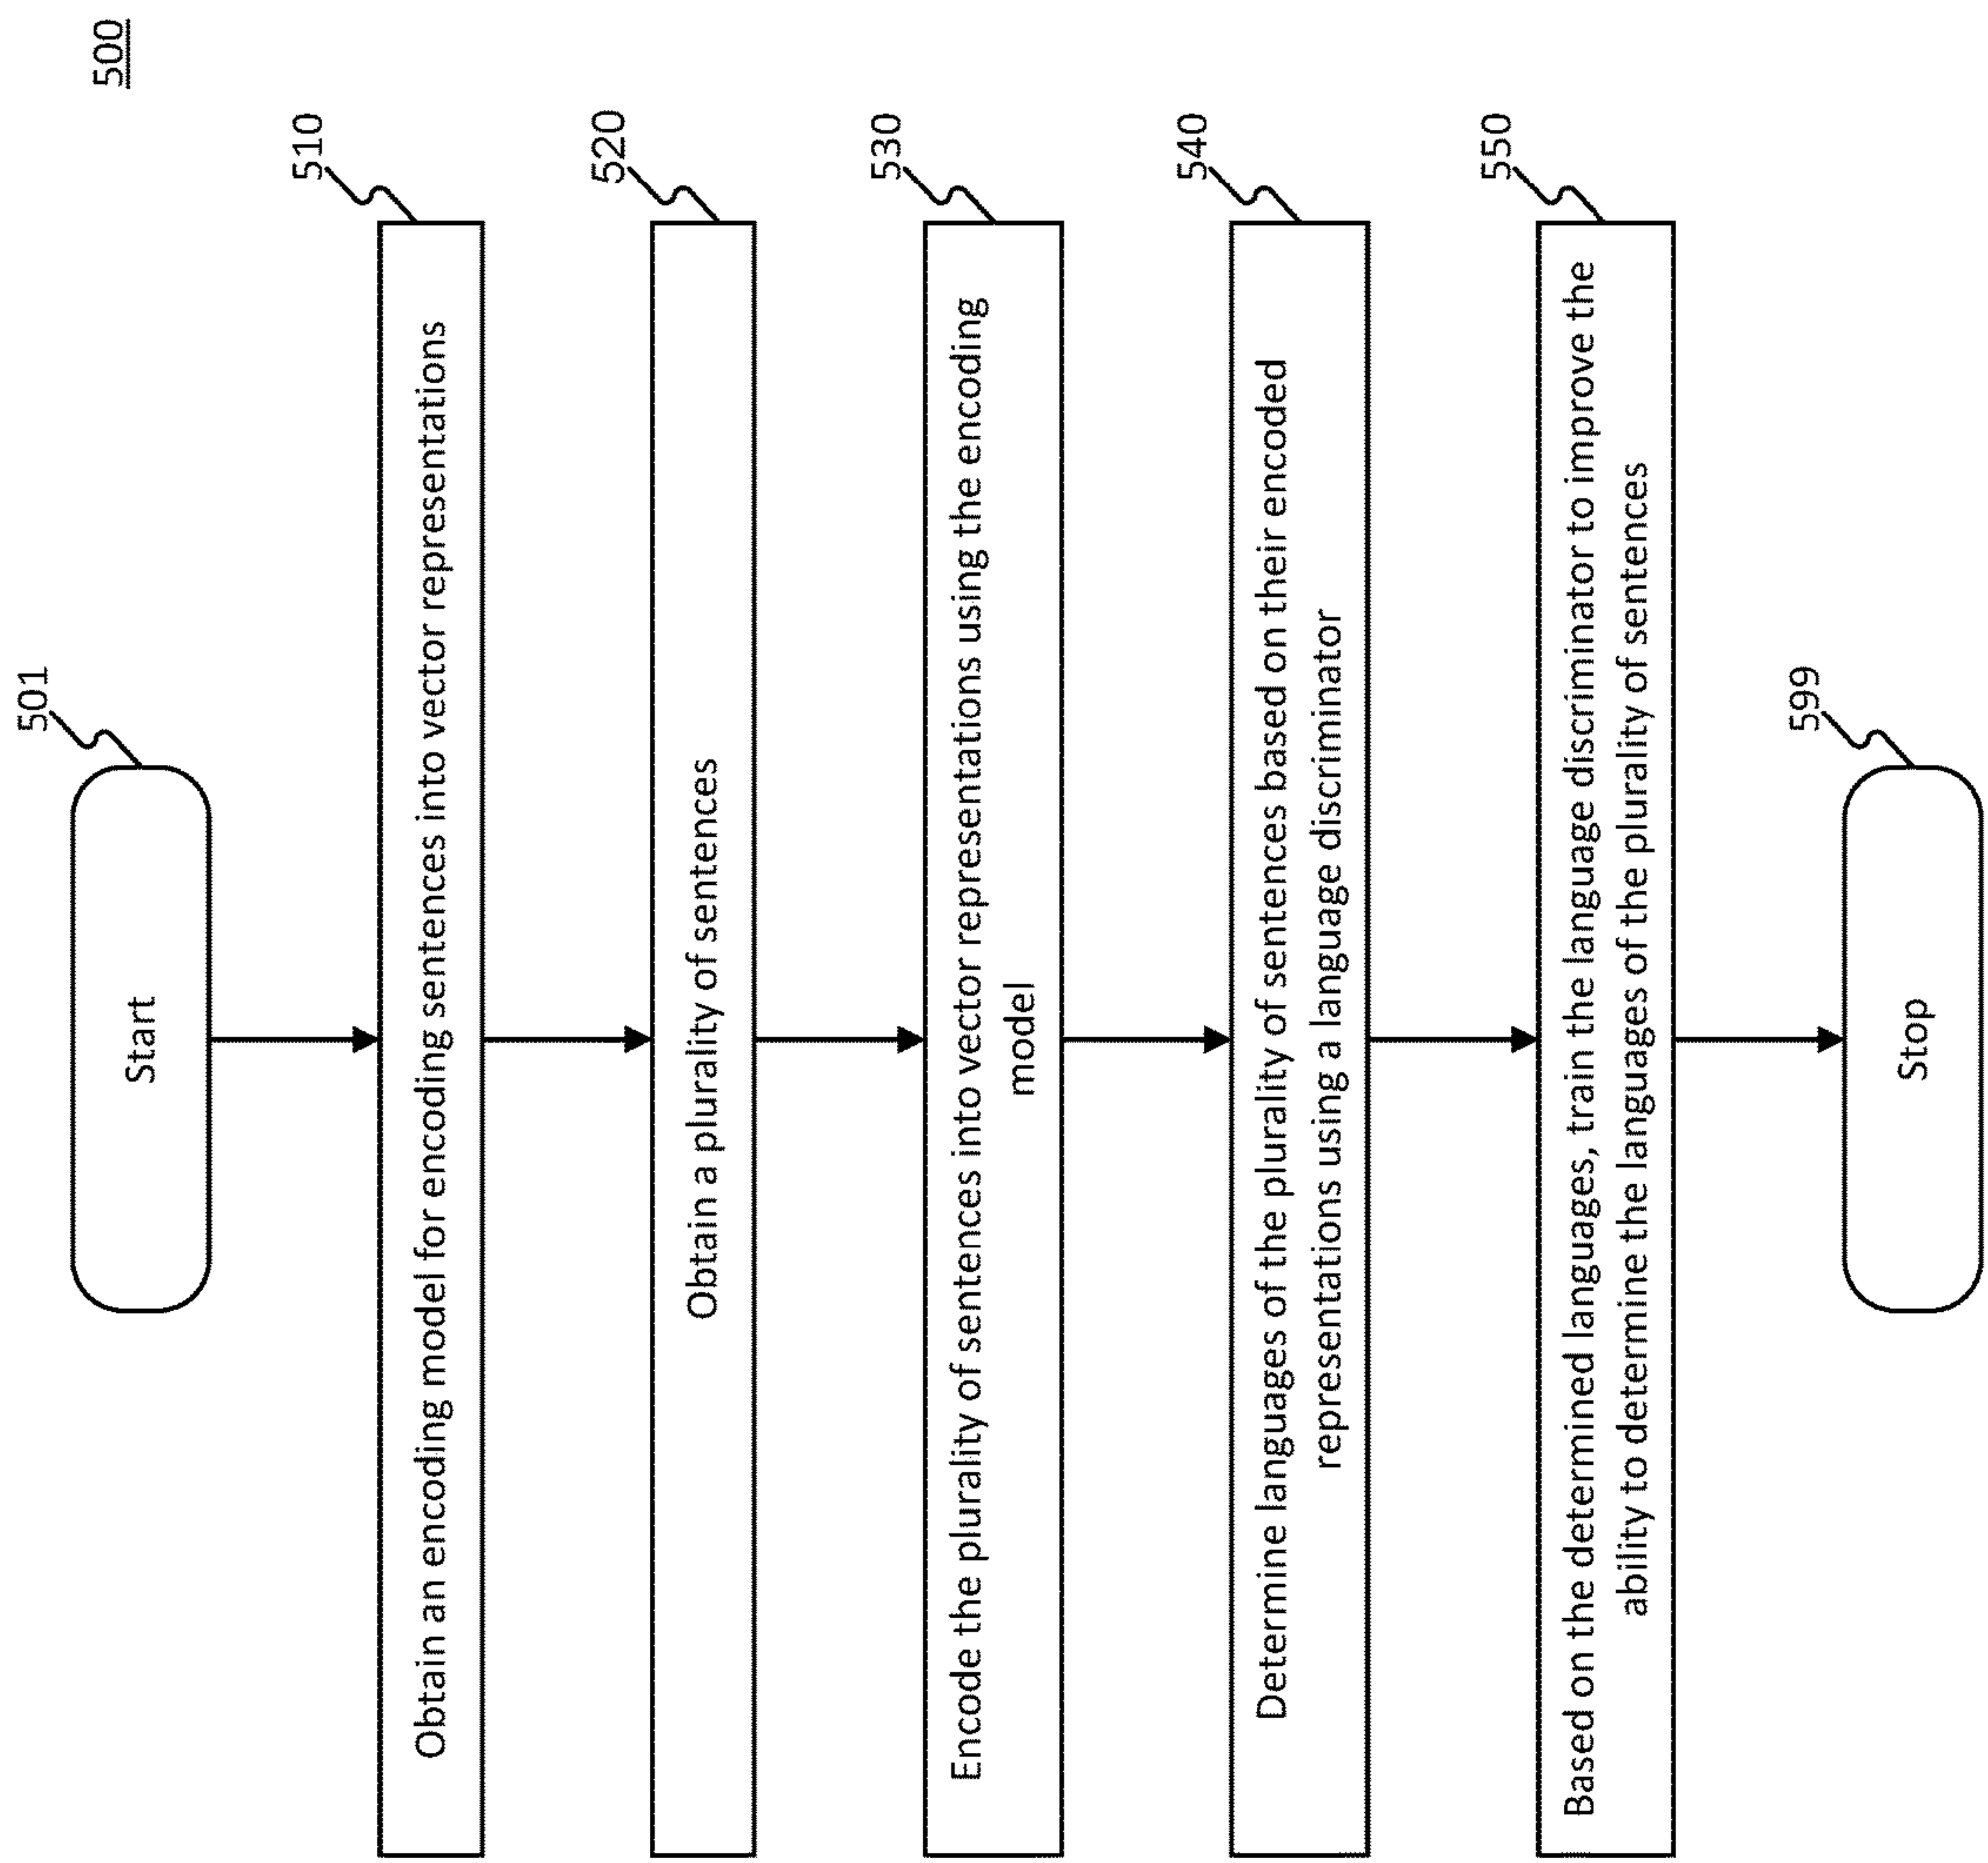 500
501
Start
510
Obtain an encoding model for encoding sentences into vector representations
520
Obtain a plurality of sentences
530
Encode the plurality of sentences into vector representations using the encoding
model
540
Determine languages of the plurality of sentences based on their encoded
representations using a language discriminator
550
Based on the determined languages, train the language discriminator to improve the
ability to determine the languages of the plurality of sentences
599
Stop